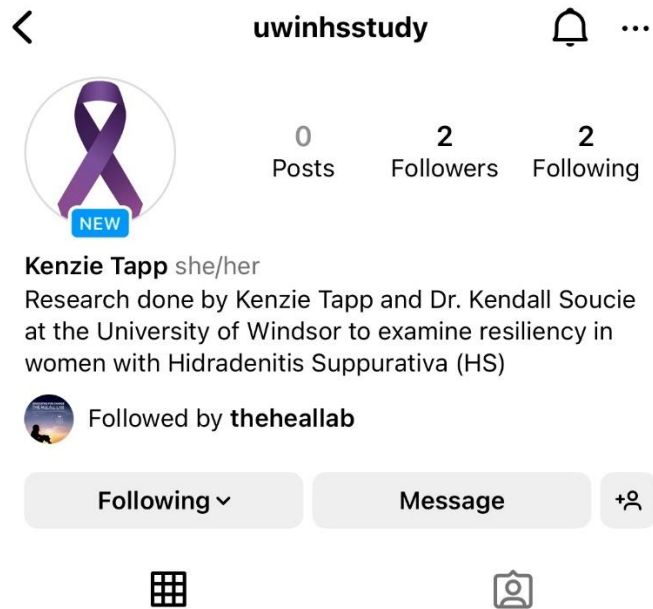 uwinhsstudy
0
Posts
2
Followers
2
Following
NEW
Kenzie Tapp she/her
Research done by Kenzie Tapp and Dr. Kendall Soucie
at the University of Windsor to examine resiliency in
women with Hidradenitis Suppurativa (HS)
Followed by theheallab
Following
Message